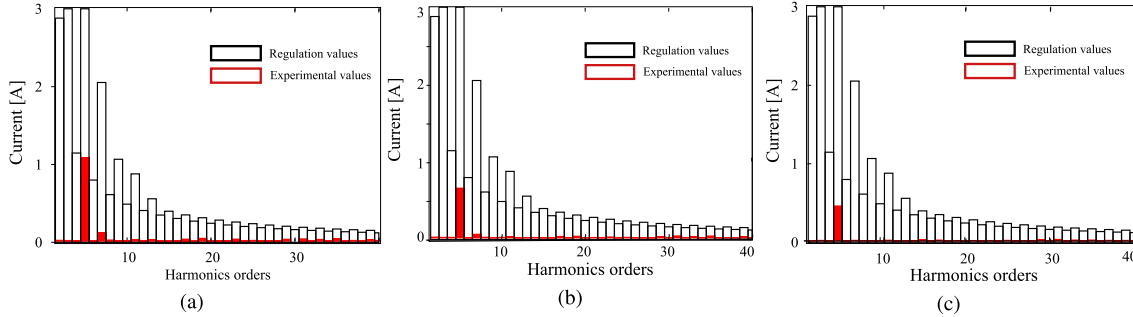 3
2
1
0
Current [A]
Regulation values
Experimental values
10
20
30
Harmonics orders
(a)
3
2
1
0
Current [A]
Regulation values
Experimental values
10
20
30
40
Harmonics orders
(b)
3
2
1
0
Current [A]
Regulation values
Experimental values
10
20
30
40
Harmonics orders
(c)